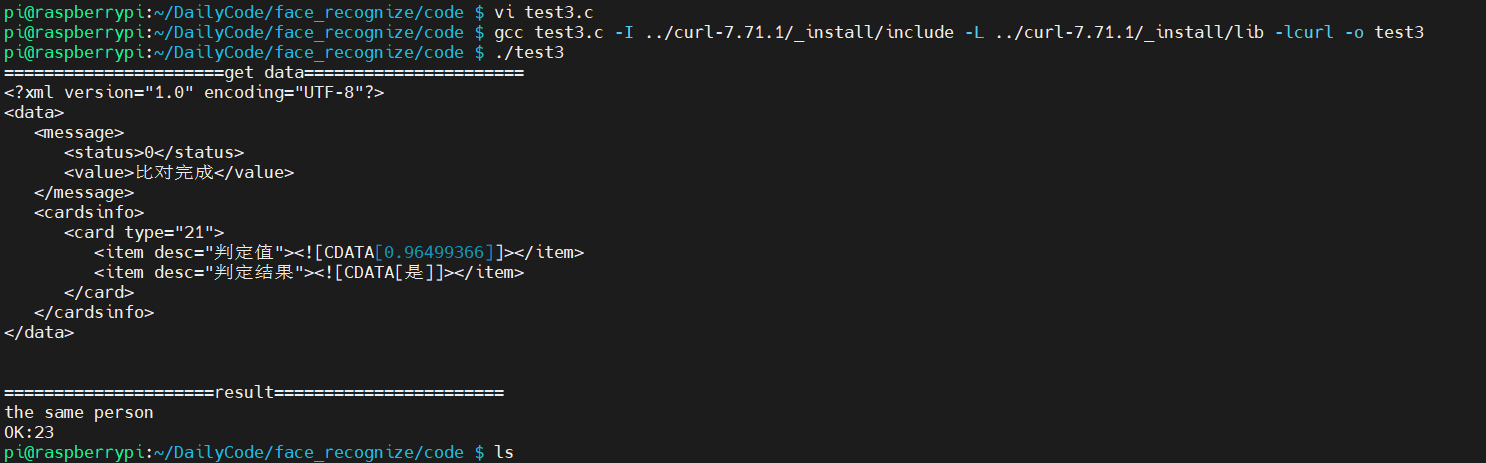 pi@raspberrypi:~/DailyCode/face_recognize/code $ vi test3.c
pi@raspberrypi:~/DailyCode/face_recognize/code $ gcc test3.c -I ../curl-7.71.1/_install/include -L ../curl-7.71.1/_install/lib -lcurl -o test3
pi@raspberrypi:~/DailyCode/face_recognize/code $ ./test3
======================get data======================
<?xml version="1.0" encoding="UTF-8"?>
<data>
   <message>
      <status>0</status>
      <value>比对完成</value>
   </message>
   <cardsinfo>
      <card type="21">
         <item desc="判定值"><![CDATA[0.96499366]]></item>
         <item desc="判定结果"><![CDATA[是]]></item>
      </card>
   </cardsinfo>
</data>
=====================result=======================
the same person
OK:23
pi@raspberrypi:~/DailyCode/face_recognize/code $ ls